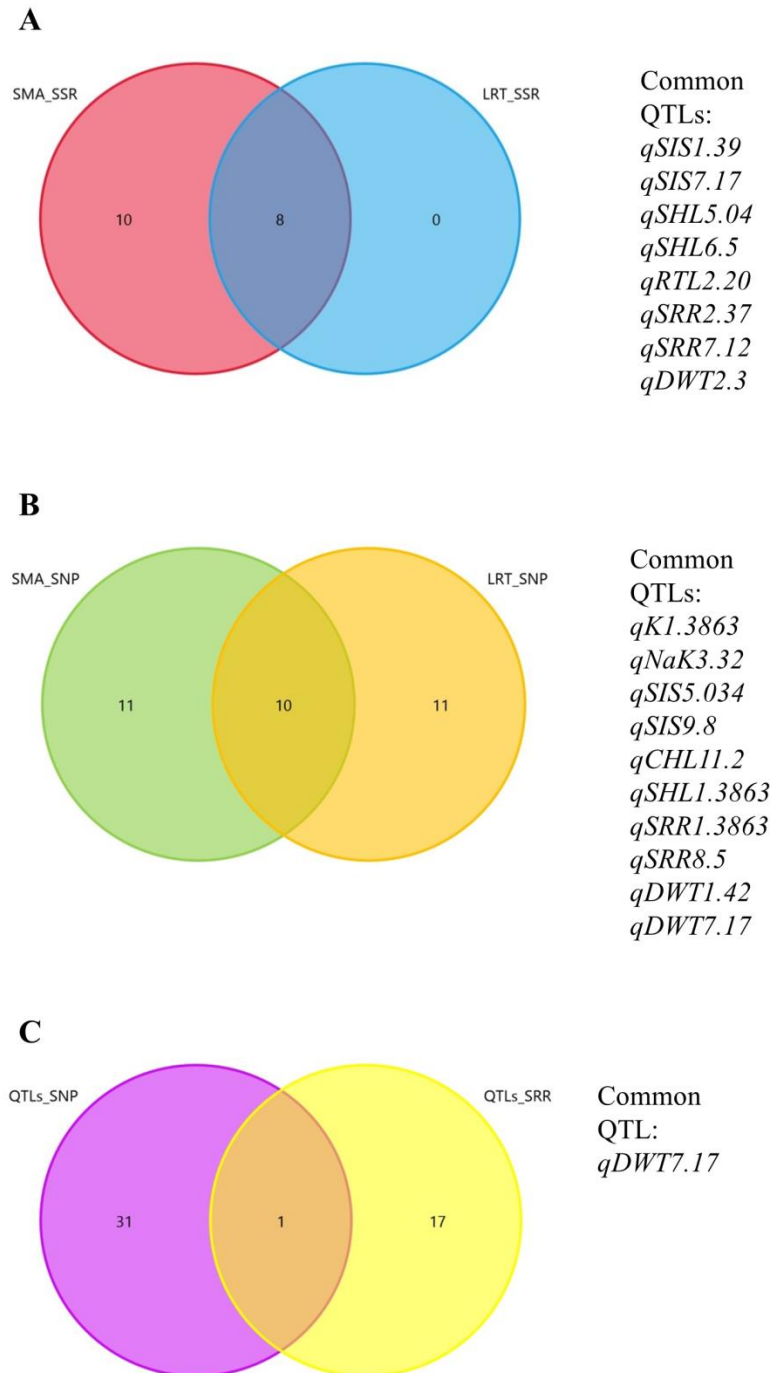 A
SMA_SSR
LRT_SSR
10
8
0
Common
QTLs:
qSIS1.39
qSIS7.17
qSHL5.04
qSHL6.5
qRTL2.20
qSRR2.37
qSRR7.12
qDWT2.3
B
SMA_SNP
LRT_SNP
11
10
11
Common
QTLs:
qK1.3863
qNaK3.32
qSIS5.034
qSIS9.8
qCHL11.2
qSHL1.3863
qSRR1.3863
qSRR8.5
qDWT1.42
qDWT7.17
C
QTLs_SNP
QTLs_SRR
31
1
17
Common
QTL:
qDWT7.17